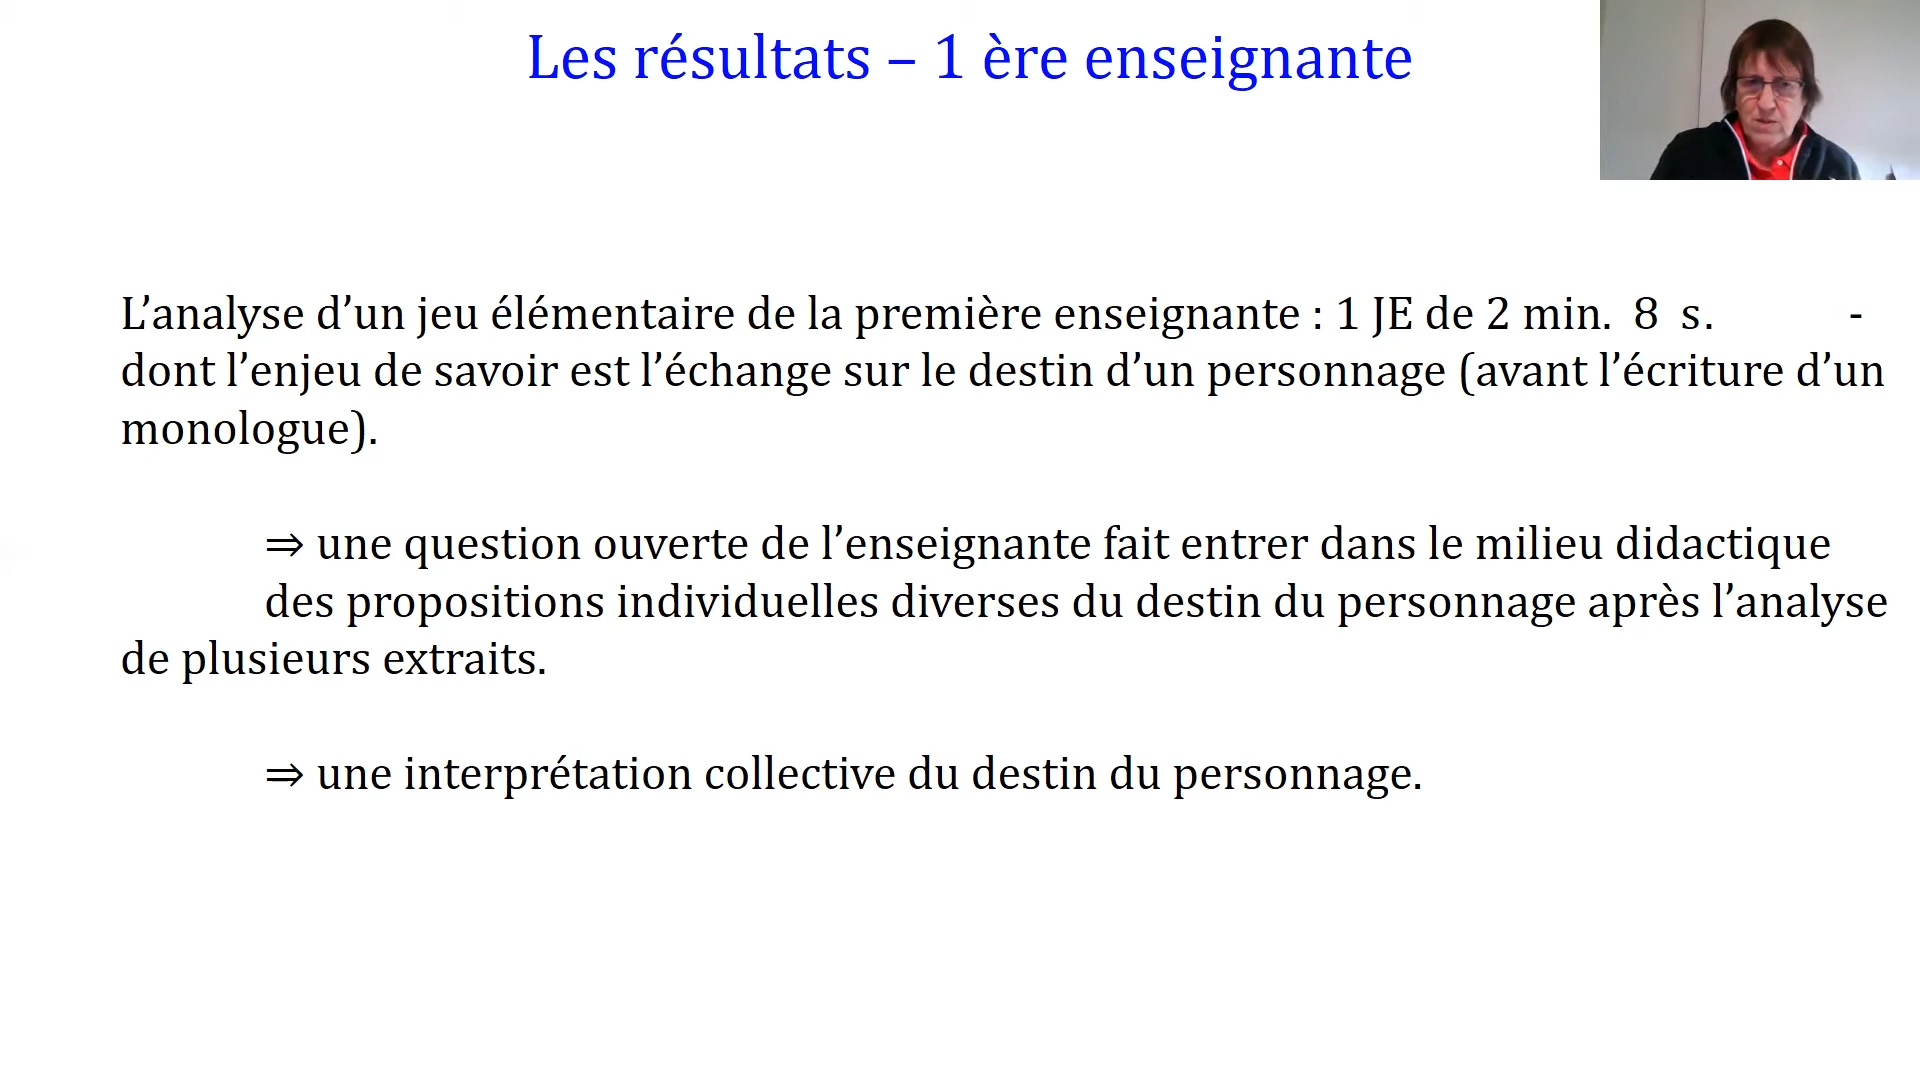 Les résultats – 1 ère enseignante
L’analyse d’un jeu élémentaire de la première enseignante : 1 JE de 2 min. 8 s. -
dont l’enjeu de savoir est l’échange sur le destin d’un personnage (avant l’écriture d’un
monologue).
⇒ une question ouverte de l’enseignante fait entrer dans le milieu didactique
des propositions individuelles diverses du destin du personnage après l’analyse
de plusieurs extraits.
⇒ une interprétation collective du destin du personnage.